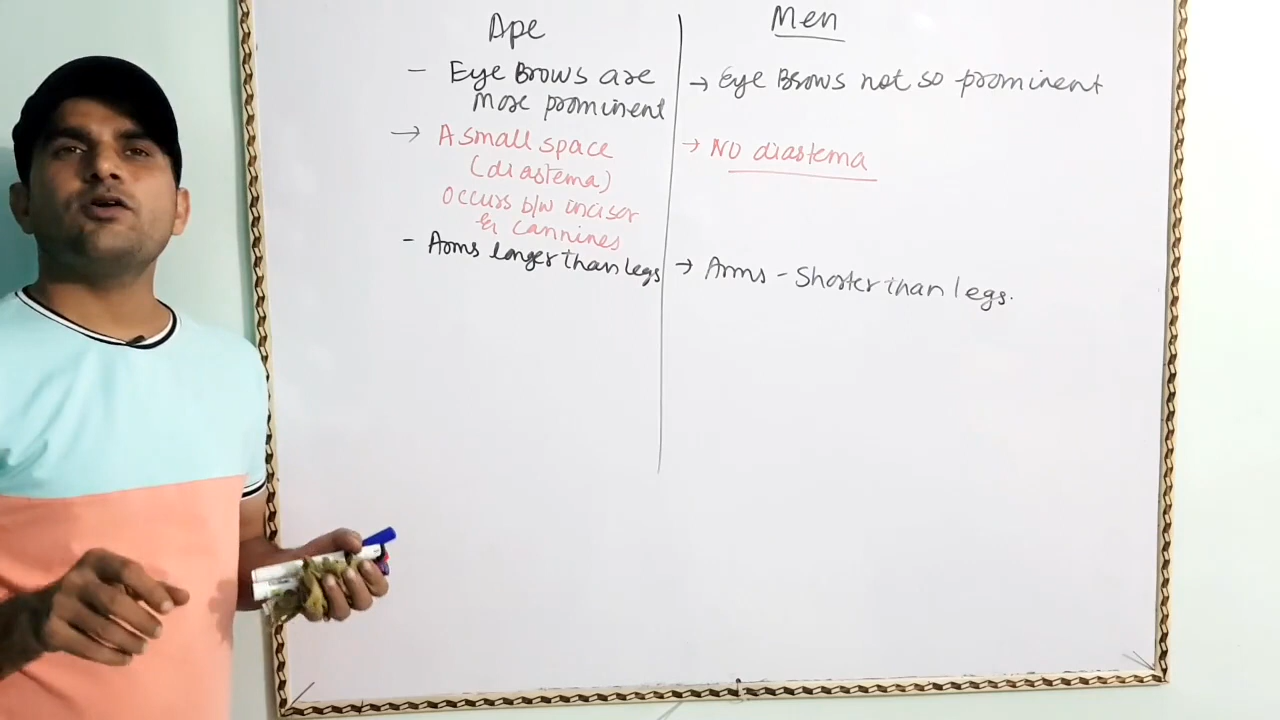 Ape
- Eye Brows are
More prominent
→ A small space
(diastema)
Occurs b/w incisor
& cannines
- Arms longer than legs
Men
→ Eye Brows not so prominent
→ NO diastema
→ Arms - Shorter than legs.